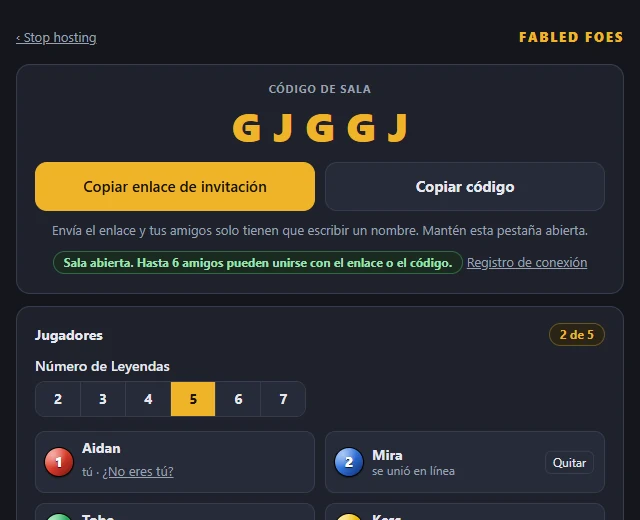 ‹ Stop hosting
FABLED FOES
CÓDIGO DE SALA
GJGGJ
Copiar enlace de invitación
Copiar código
Envía el enlace y tus amigos solo tienen que escribir un nombre. Mantén esta pestaña abierta.
Sala abierta. Hasta 6 amigos pueden unirse con el enlace o el código.
Registro de conexión
Jugadores
2 de 5
Número de Leyendas
2 3 4 5 6 7
1
Aidan
tú · ¿No eres tú?
2
Mira
se unió en línea
Quitar